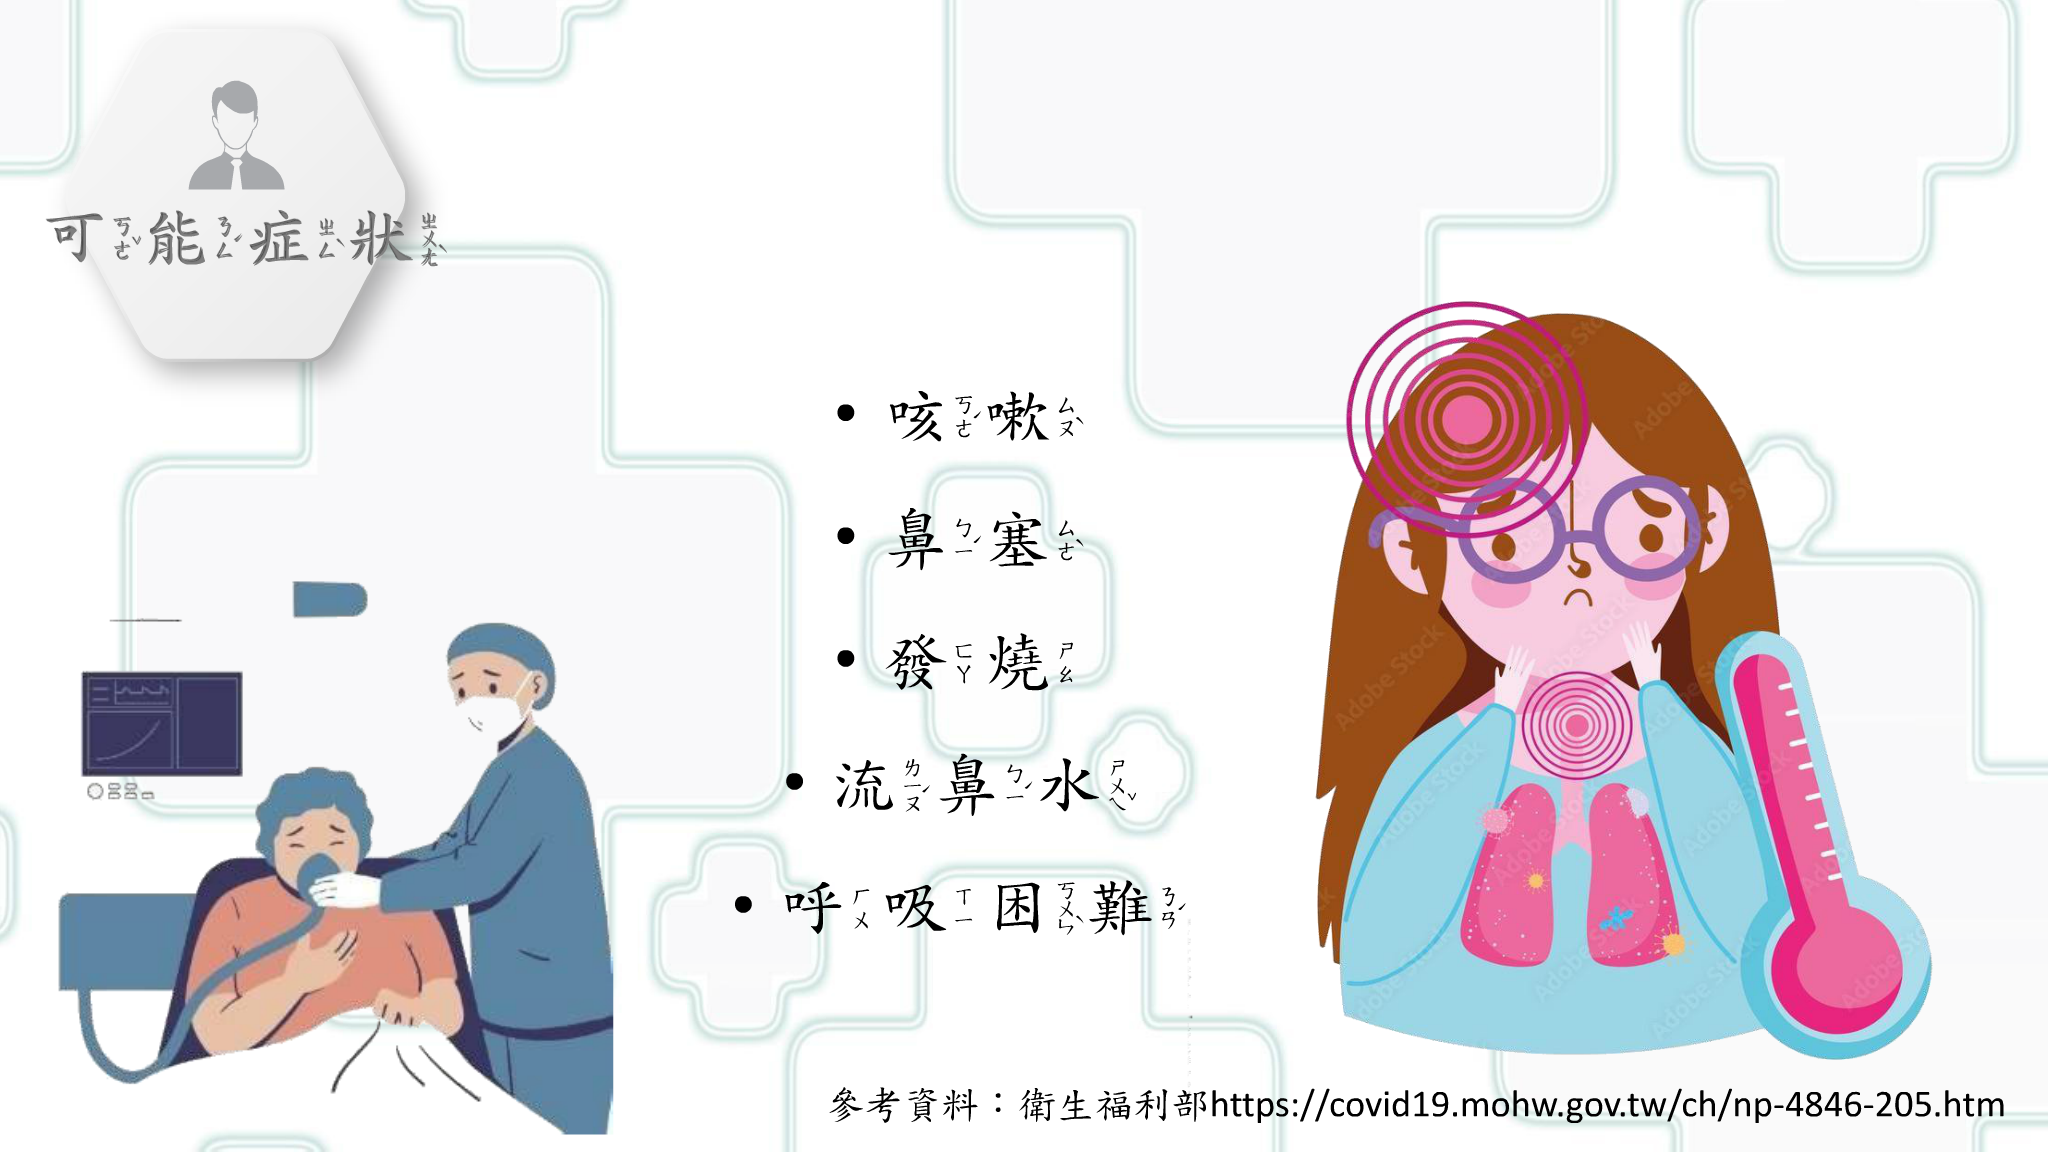 可ㄎㄜˇ能ㄋㄥˊ症ㄓㄥˋ狀ㄓㄨㄤˋ
• 咳ㄎㄜˊ嗽ㄙㄡˋ
• 鼻ㄅㄧˊ塞ㄙㄜˋ
• 發ㄈㄚ燒ㄕㄠ
• 流ㄌㄧㄡˊ鼻ㄅㄧˊ水ㄕㄨㄟˇ
• 呼ㄏㄨ吸ㄒㄧ困ㄎㄨㄣˋ難ㄋㄢˊ
參考資料：衛生福利部https://covid19.mohw.gov.tw/ch/np-4846-205.htm
Adobe Stock